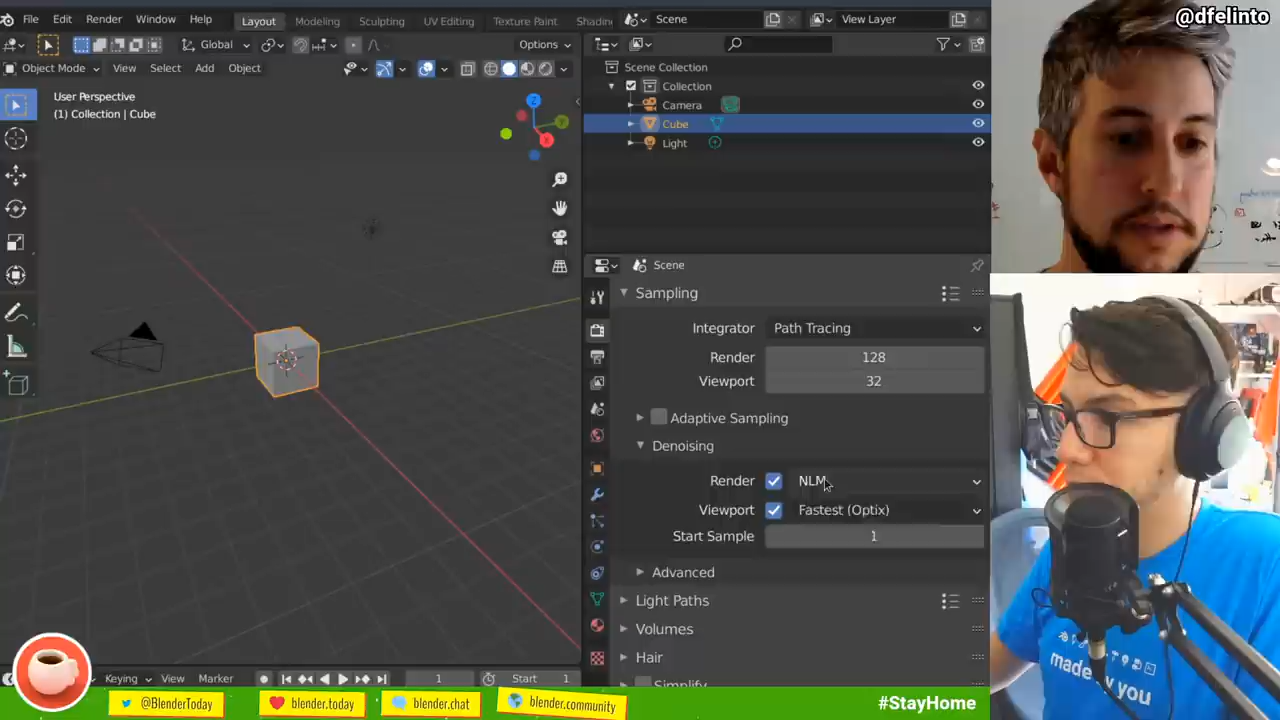 File Edit Render Window Help Layout Modeling Sculpting UV Editing Texture Paint Scene View Layer
Global Options
Object Mode View Select Add Object
User Perspective
(1) Collection | Cube
Scene Collection
Collection
Camera
Cube
Light
Scene
Sampling
Integrator Path Tracing
Render 128
Viewport 32
Adaptive Sampling
Denoising
Render NLM
Viewport Fastest (Optix)
Start Sample 1
Advanced
Light Paths
Volumes
Hair
Simplify
Keying View Marker 1 Start 1
@dfelinto
made by you
@BlenderToday blender.today blender.chat blender.community #StayHome